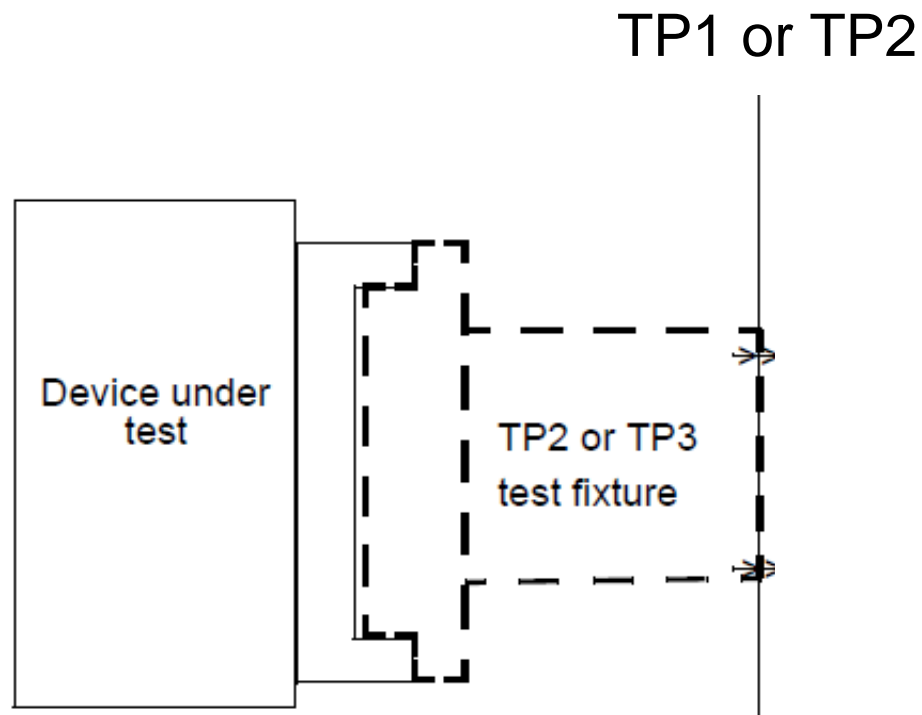 TP1 or TP2
Device under
test
TP2 or TP3
test fixture